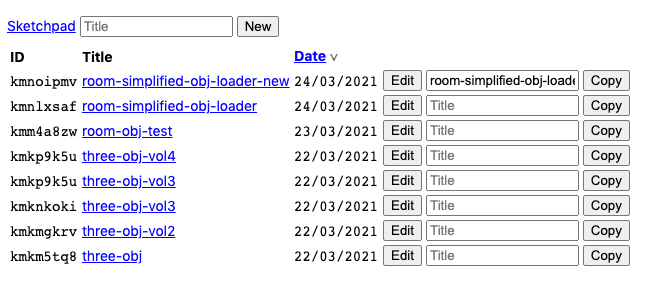 Sketchpad Title New
ID Title Date
kmnoipmv room-simplified-obj-loader-new 24/03/2021 Edit room-simplified-obj-loade Copy
kmnlxsaf room-simplified-obj-loader 24/03/2021 Edit Title Copy
kmm4a8zw room-obj-test 23/03/2021 Edit Title Copy
kmkp9k5u three-obj-vol4 22/03/2021 Edit Title Copy
kmkp9k5u three-obj-vol3 22/03/2021 Edit Title Copy
kmknkoki three-obj-vol3 22/03/2021 Edit Title Copy
kmkmgkrv three-obj-vol2 22/03/2021 Edit Title Copy
kmkm5tq8 three-obj 22/03/2021 Edit Title Copy